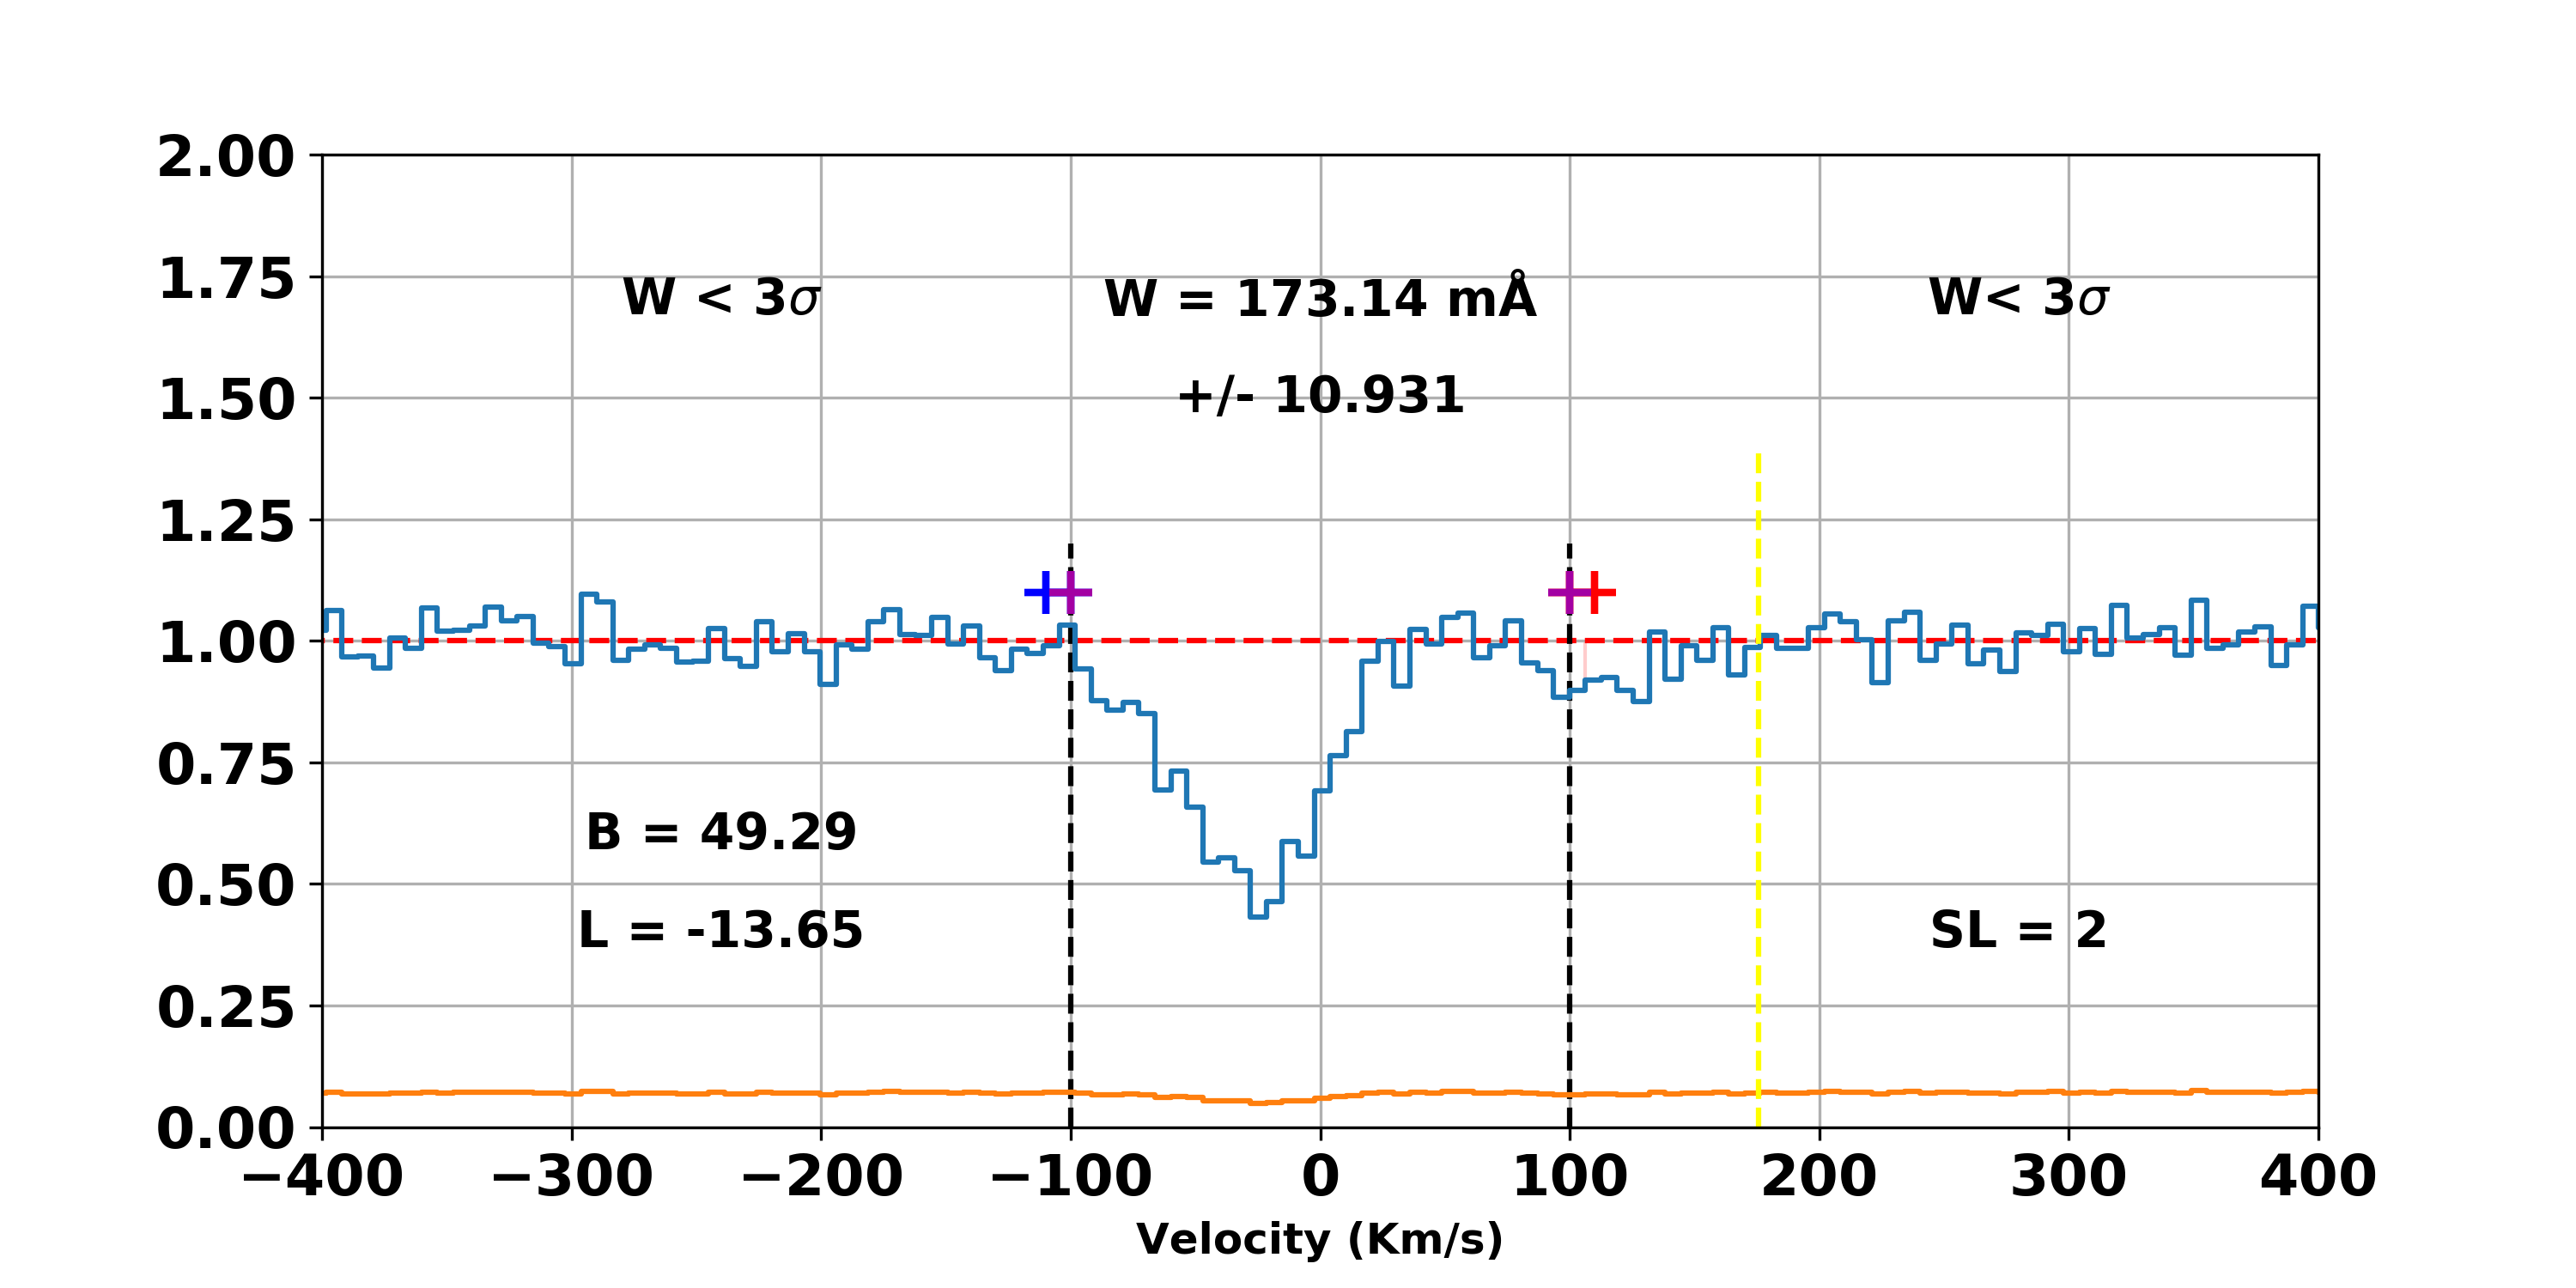 2.00
1.75
1.50
1.25
1.00
0.75
0.50
0.25
0.00
W < 3σ
W = 173.14 mÅ
+/- 10.931
W< 3σ
B = 49.29
L = -13.65
SL = 2
−400 −300 −200 −100 0 100 200 300 400
Velocity (Km/s)